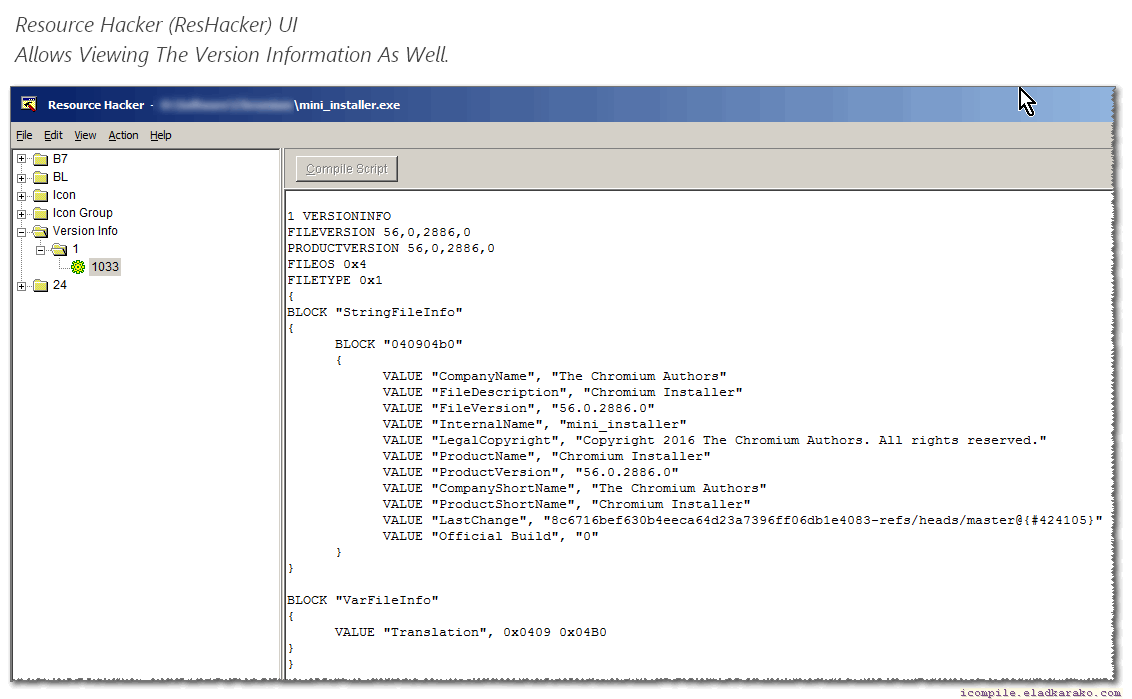 Resource Hacker (ResHacker) UI
Allows Viewing The Version Information As Well.
Resource Hacker - \mini_installer.exe
File Edit View Action Help
B7
BL
Icon
Icon Group
Version Info
1
1033
24
Compile Script
1 VERSIONINFO
FILEVERSION 56,0,2886,0
PRODUCTVERSION 56,0,2886,0
FILEOS 0x4
FILETYPE 0x1
{
BLOCK "StringFileInfo"
{
BLOCK "040904b0"
{
VALUE "CompanyName", "The Chromium Authors"
VALUE "FileDescription", "Chromium Installer"
VALUE "FileVersion", "56.0.2886.0"
VALUE "InternalName", "mini_installer"
VALUE "LegalCopyright", "Copyright 2016 The Chromium Authors. All rights reserved."
VALUE "ProductName", "Chromium Installer"
VALUE "ProductVersion", "56.0.2886.0"
VALUE "CompanyShortName", "The Chromium Authors"
VALUE "ProductShortName", "Chromium Installer"
VALUE "LastChange", "8c6716bef630b4eeca64d23a7396ff06db1e4083-refs/heads/master@{#424105}"
VALUE "Official Build", "0"
}
}
BLOCK "VarFileInfo"
{
VALUE "Translation", 0x0409 0x04B0
}
}
icompile.eladkarako.com